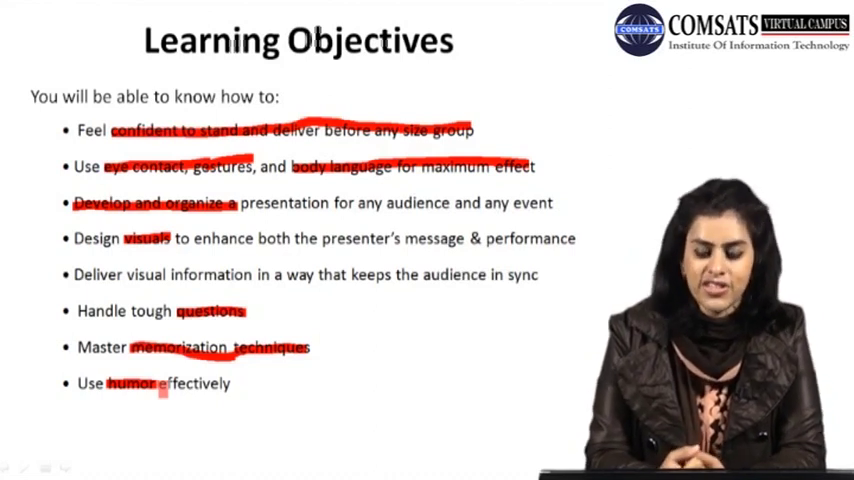 Learning Objectives
COMSATS VIRTUAL CAMPUS
COMSATS
Institute Of Information Technology
You will be able to know how to:
• Feel confident to stand and deliver before any size group
• Use eye contact, gestures, and body language for maximum effect
• Develop and organize a presentation for any audience and any event
• Design visuals to enhance both the presenter's message & performance
• Deliver visual information in a way that keeps the audience in sync
• Handle tough questions
• Master memorization techniques
• Use humor effectively